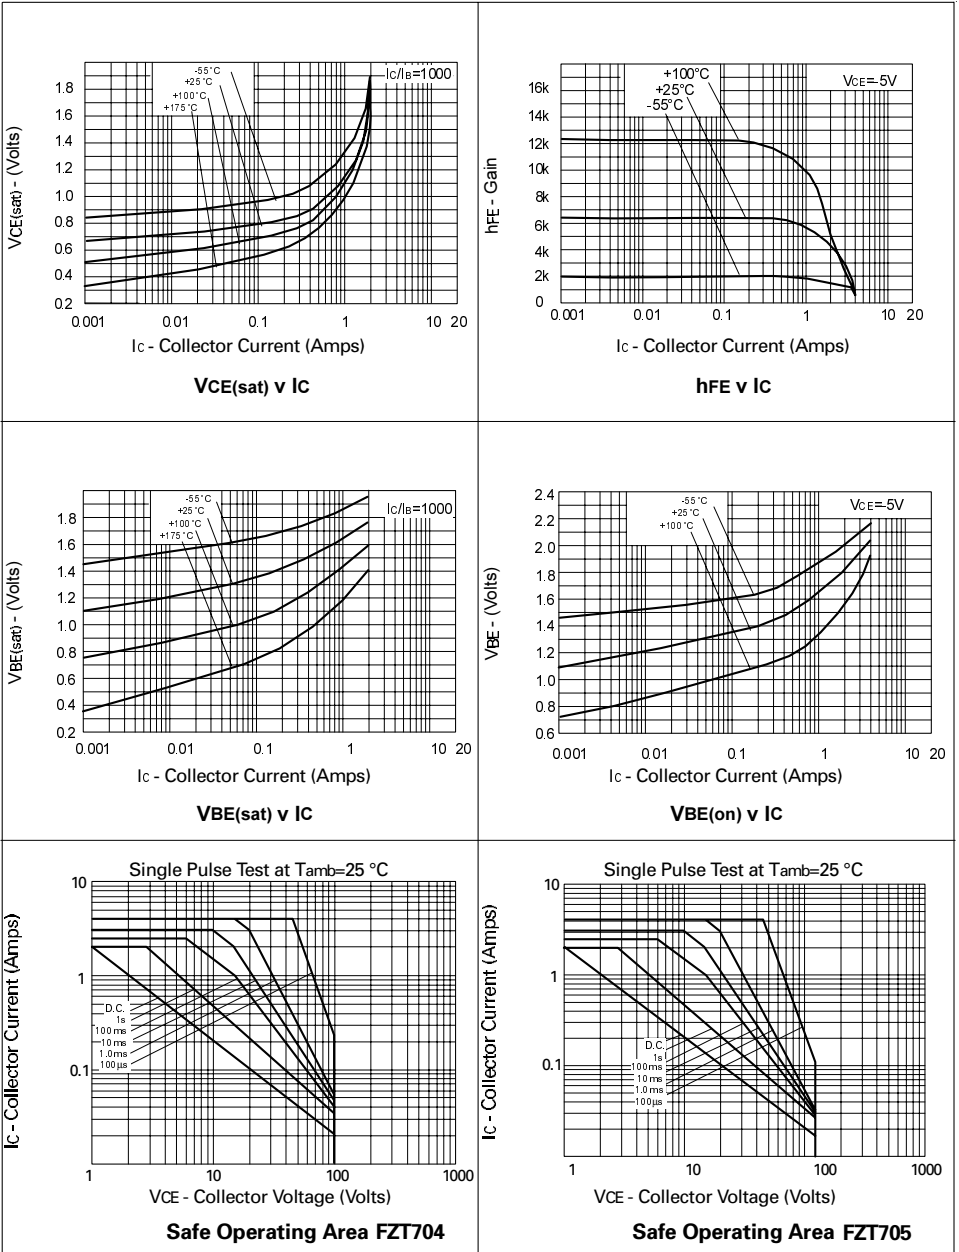 IC/IB=1000
-55°C
+25°C
+100°C
+175°C
1.8
1.6
1.4
1.2
1.0
0.8
0.6
0.4
0.2
VCE(sat) - (Volts)
0.001 0.01 0.1 1 10 20
IC - Collector Current (Amps)
VCE(sat) v IC
+100°C
+25°C
-55°C
VCE=-5V
16k
14k
12k
10k
8k
6k
4k
2k
0
hFE - Gain
0.001 0.01 0.1 1 10 20
IC - Collector Current (Amps)
hFE v IC
-55°C
+25°C
+100°C
+175°C
IC/IB=1000
1.8
1.6
1.4
1.2
1.0
0.8
0.6
0.4
0.2
VBE(sat) - (Volts)
0.001 0.01 0.1 1 10 20
IC - Collector Current (Amps)
VBE(sat) v IC
-55°C
+25°C
+100°C
VCE=-5V
2.4
2.2
2.0
1.8
1.6
1.4
1.2
1.0
0.8
0.6
VBE - (Volts)
0.001 0.01 0.1 1 10 20
IC - Collector Current (Amps)
VBE(on) v IC
Single Pulse Test at Tamb=25 °C
10
1
0.1
IC - Collector Current (Amps)
D.C.
1s
100ms
10ms
1.0ms
100µs
1 10 100 1000
VCE - Collector Voltage (Volts)
Safe Operating Area FZT704
Single Pulse Test at Tamb=25 °C
10
1
0.1
IC - Collector Current (Amps)
D.C.
1s
100ms
10ms
1.0ms
100µs
1 10 100 1000
VCE - Collector Voltage (Volts)
Safe Operating Area FZT705